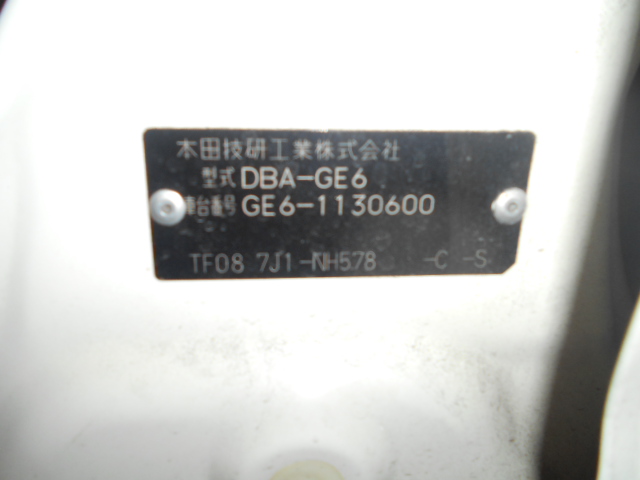 本田技研工業株式会社
型式 DBA-GE6
車台番号 GE6-1130600
TF08 7J1-NH578 -C -S